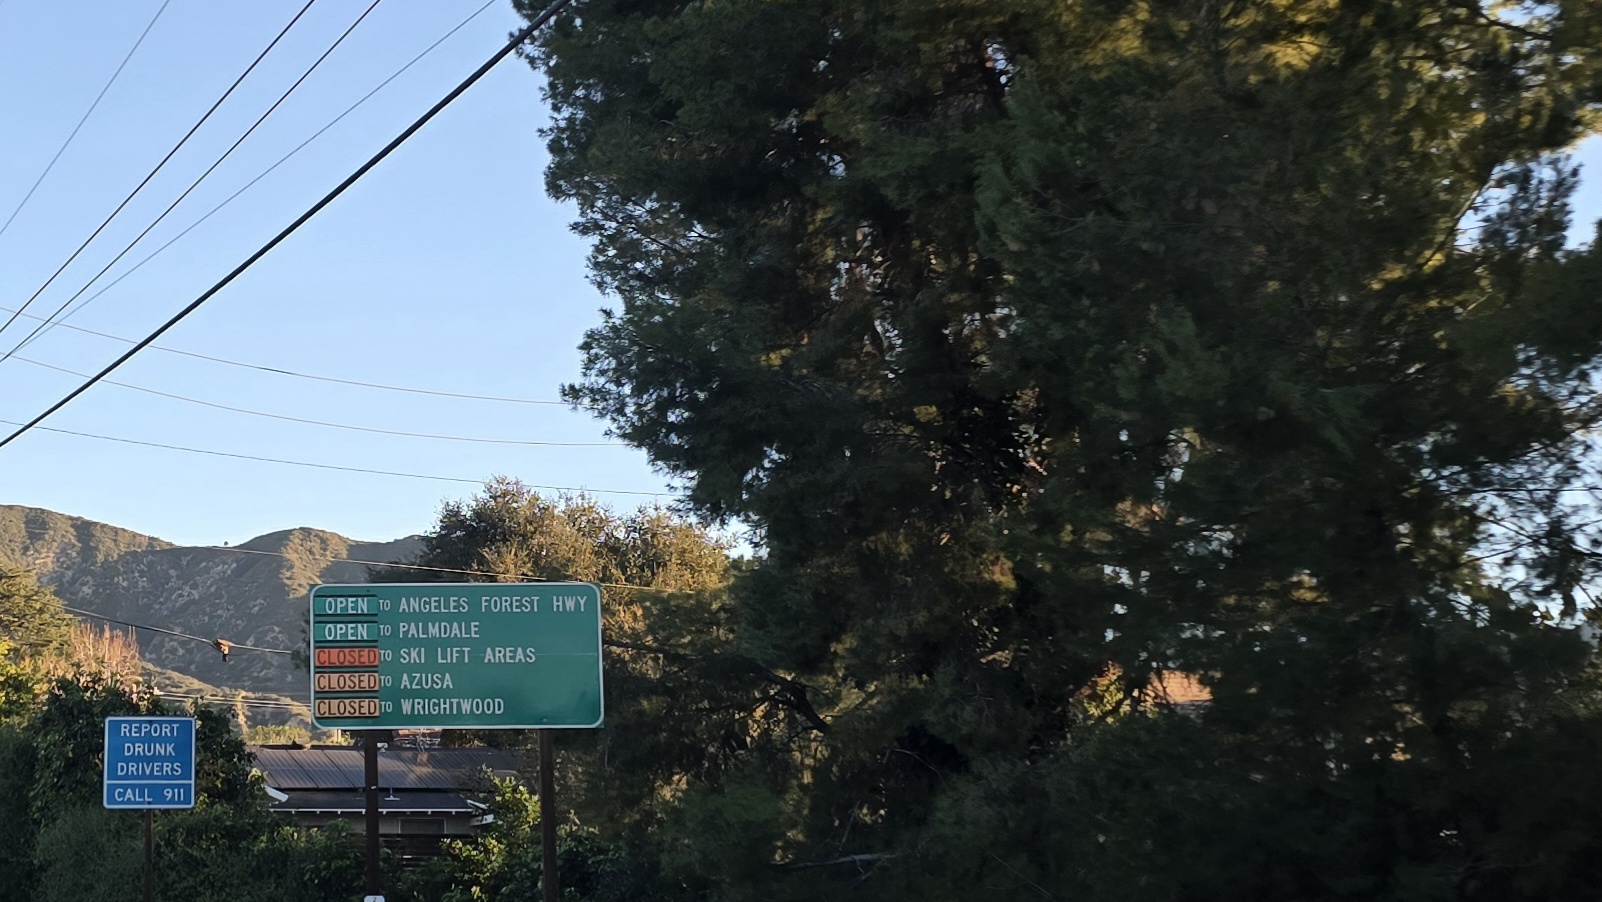 OPEN TO ANGELES FOREST HWY
OPEN TO PALMDALE
CLOSED TO SKI LIFT AREAS
CLOSED TO AZUSA
CLOSED TO WRIGHTWOOD
REPORT
DRUNK
DRIVERS
CALL 911